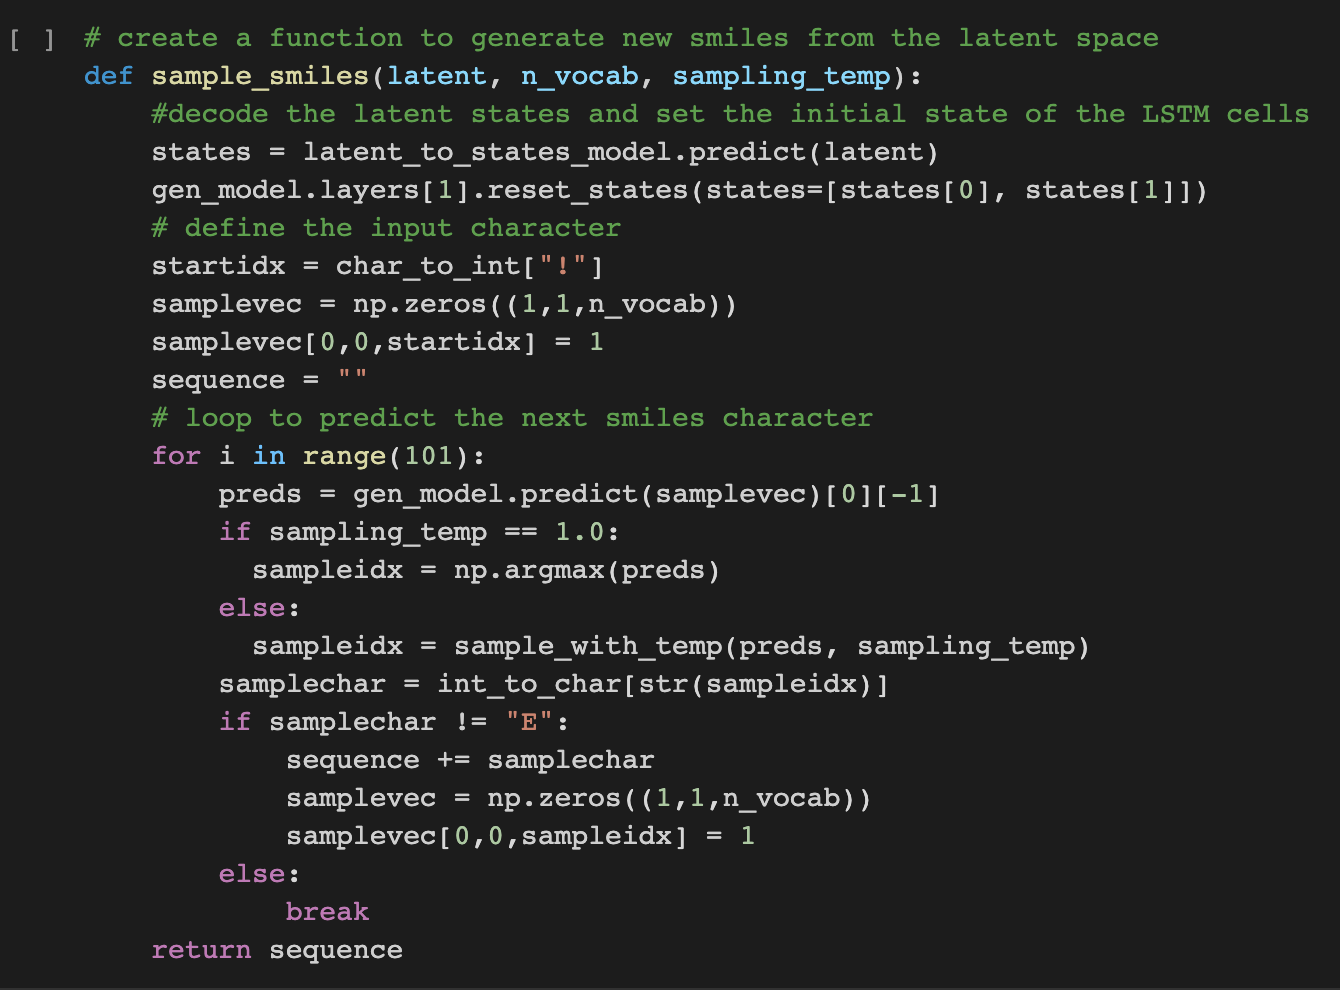 [ ] # create a function to generate new smiles from the latent space
def sample_smiles(latent, n_vocab, sampling_temp):
    #decode the latent states and set the initial state of the LSTM cells
    states = latent_to_states_model.predict(latent)
    gen_model.layers[1].reset_states(states=[states[0], states[1]])
    # define the input character
    startidx = char_to_int["!"]
    samplevec = np.zeros((1,1,n_vocab))
    samplevec[0,0,startidx] = 1
    sequence = ""
    # loop to predict the next smiles character
    for i in range(101):
        preds = gen_model.predict(samplevec)[0][-1]
        if sampling_temp == 1.0:
          sampleidx = np.argmax(preds)
        else:
          sampleidx = sample_with_temp(preds, sampling_temp)
        samplechar = int_to_char[str(sampleidx)]
        if samplechar != "E":
            sequence += samplechar
            samplevec = np.zeros((1,1,n_vocab))
            samplevec[0,0,sampleidx] = 1
        else:
            break
    return sequence